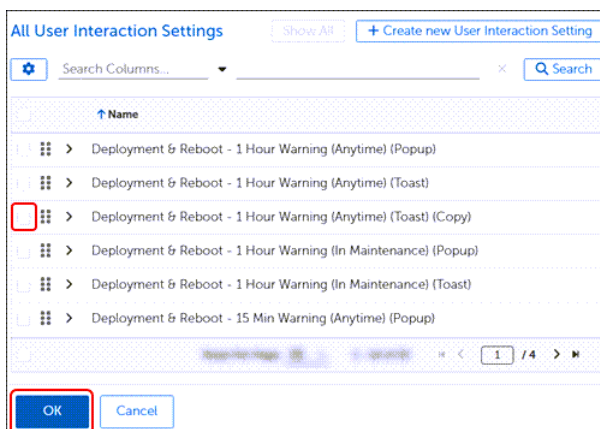 All User Interaction Settings Show All + Create new User Interaction Setting
Search Columns... × Search
↑ Name
Deployment & Reboot - 1 Hour Warning (Anytime) (Popup)
Deployment & Reboot - 1 Hour Warning (Anytime) (Toast)
Deployment & Reboot - 1 Hour Warning (Anytime) (Toast) (Copy)
Deployment & Reboot - 1 Hour Warning (In Maintenance) (Popup)
Deployment & Reboot - 1 Hour Warning (In Maintenance) (Toast)
Deployment & Reboot - 15 Min Warning (Anytime) (Popup)
1 / 4
OK Cancel